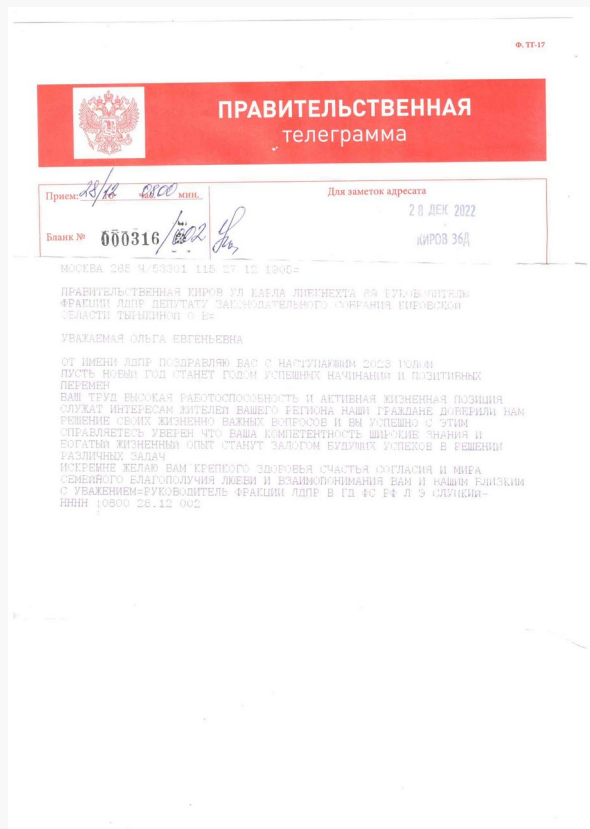 Ф. ТГ-17
ПРАВИТЕЛЬСТВЕННАЯ
телеграмма
Прием: 28/12 0800 мин.
Для заметок адресата
28 ДЕК 2022
Бланк № 000316/ 02
КИРОВ 36Д
МОСКВА 265 115 27.12 1905=
ПРАВИТЕЛЬСТВЕННАЯ КИРОВ УЛ КАРЛА ЛИБКНЕХТА 69 РУКОВОДИТЕЛЮ
ФРАКЦИИ ЛДПР ДЕПУТАТУ ЗАКОНОДАТЕЛЬНОГО СОБРАНИЯ КИРОВСКОЙ
ОБЛАСТИ О Е=
УВАЖАЕМАЯ ОЛЬГА ЕВГЕНЬЕВНА
ОТ ИМЕНИ ЛДПР ПОЗДРАВЛЯЮ ВАС С НАСТУПАЮЩИМ 2023 ГОДОМ
ПУСТЬ НОВЫЙ ГОД СТАНЕТ ГОДОМ УСПЕШНЫХ НАЧИНАНИЙ И ПОЗИТИВНЫХ
ПЕРЕМЕН
ВАШ ТРУД ВЫСОКАЯ РАБОТОСПОСОБНОСТЬ И АКТИВНАЯ ЖИЗНЕННАЯ ПОЗИЦИЯ
СЛУЖАТ ИНТЕРЕСАМ ЖИТЕЛЕЙ ВАШЕГО РЕГИОНА НАШИ ГРАЖДАНЕ ДОВЕРИЛИ НАМ
РЕШЕНИЕ СВОИХ ЖИЗНЕННО ВАЖНЫХ ВОПРОСОВ И ВЫ УСПЕШНО С ЭТИМ
СПРАВЛЯЕТЕСЬ УВЕРЕН ЧТО ВАША КОМПЕТЕНТНОСТЬ ШИРОКИЕ ЗНАНИЯ И
БОГАТЫЙ ЖИЗНЕННЫЙ ОПЫТ СТАНУТ ЗАЛОГОМ БУДУЩИХ УСПЕХОВ В РЕШЕНИИ
РАЗЛИЧНЫХ ЗАДАЧ
ИСКРЕННЕ ЖЕЛАЮ ВАМ КРЕПКОГО ЗДОРОВЬЯ СЧАСТЬЯ СОГЛАСИЯ И МИРА
СЕМЕЙНОГО БЛАГОПОЛУЧИЯ ЛЮБВИ И ВЗАИМОПОНИМАНИЯ ВАМ И ВАШИМ БЛИЗКИМ
С УВАЖЕНИЕМ=РУКОВОДИТЕЛЬ ФРАКЦИИ ЛДПР В ГД ФС РФ Л Э СЛУЦКИЙ-
НННН 0800 28.12 002